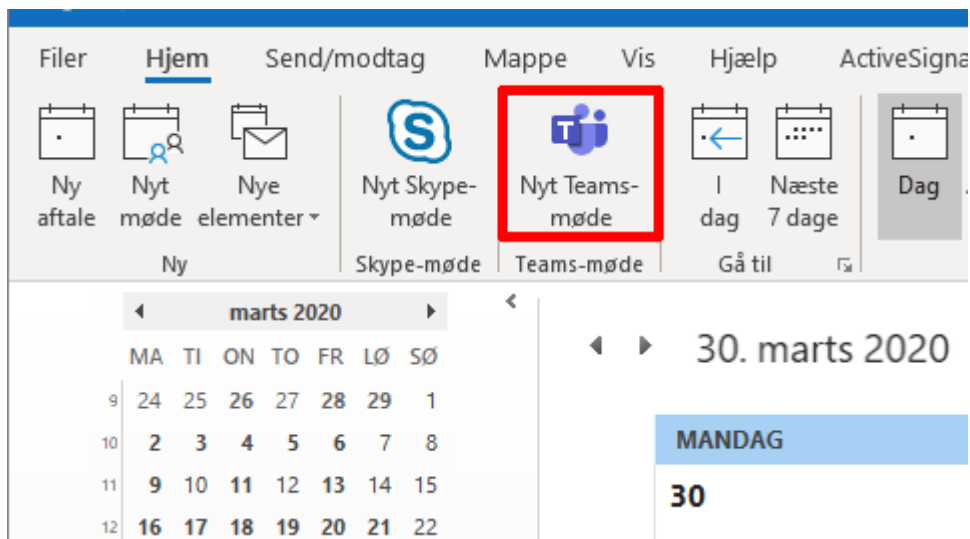 Filer Hjem Send/modtag Mappe Vis Hjælp ActiveSigna
Ny aftale
Nyt møde
Nye elementer
Nyt Skype-møde
Nyt Teams-møde
I dag
Næste 7 dage
Dag
Ny Skype-møde Teams-møde Gå til
marts 2020
MA TI ON TO FR LØ SØ
9 24 25 26 27 28 29 1
10 2 3 4 5 6 7 8
11 9 10 11 12 13 14 15
12 16 17 18 19 20 21 22
30. marts 2020
MANDAG
30